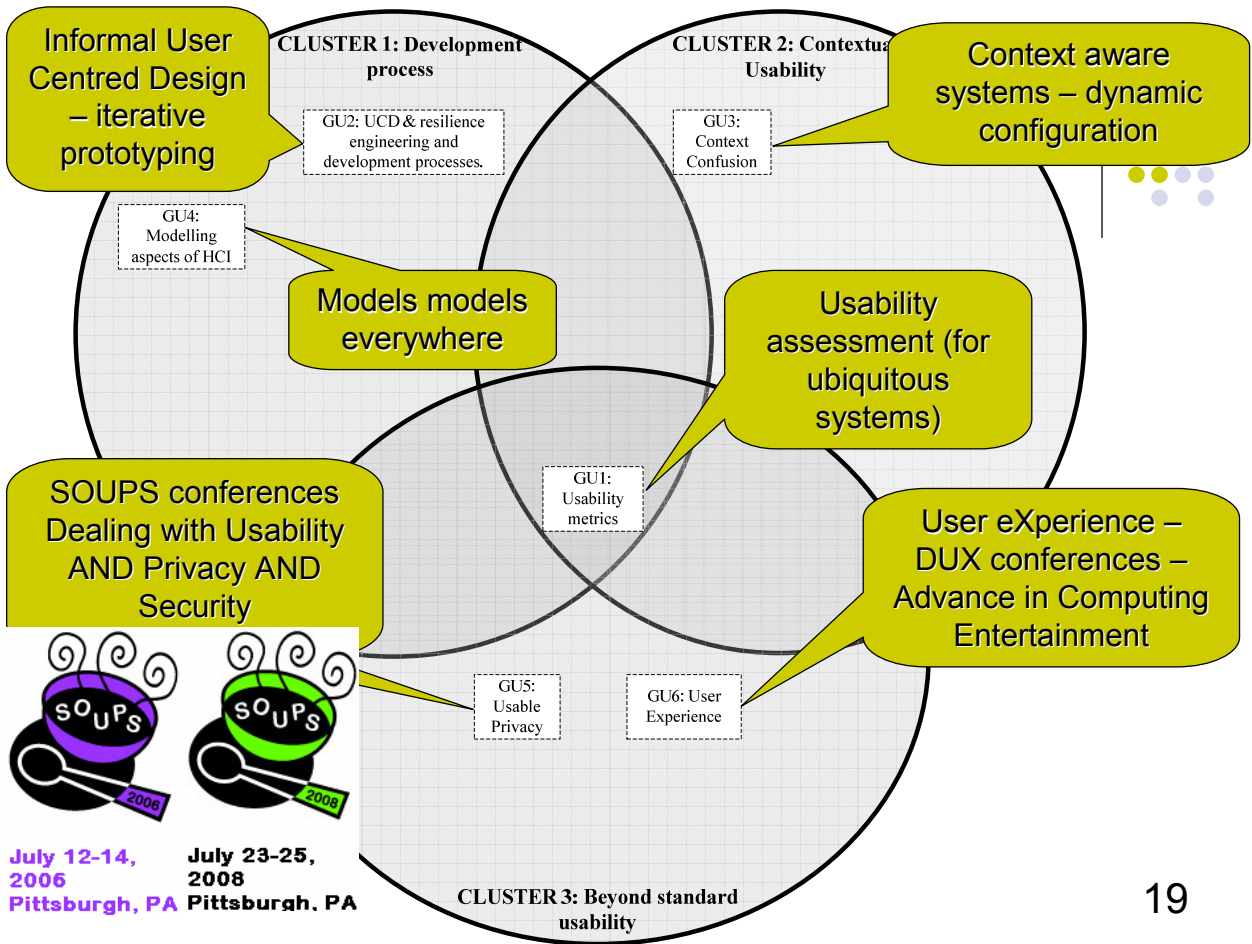 Informal User
Centred Design
– iterative
prototyping
CLUSTER 1: Development
process
CLUSTER 2: Contextua
Usability
Context aware
systems – dynamic
configuration
GU2: UCD & resilience
engineering and
development processes.
GU3:
Context
Confusion
GU4:
Modelling
aspects of HCI
Models models
everywhere
Usability
assessment (for
ubiquitous
systems)
GU1:
Usability
metrics
SOUPS conferences
Dealing with Usability
AND Privacy AND
Security
User eXperience –
DUX conferences –
Advance in Computing
Entertainment
GU5:
Usable
Privacy
GU6: User
Experience
SOUPS
2006
July 12-14,
2006
Pittsburgh, PA
SOUPS
2008
July 23-25,
2008
Pittsburgh, PA
CLUSTER 3: Beyond standard
usability
19